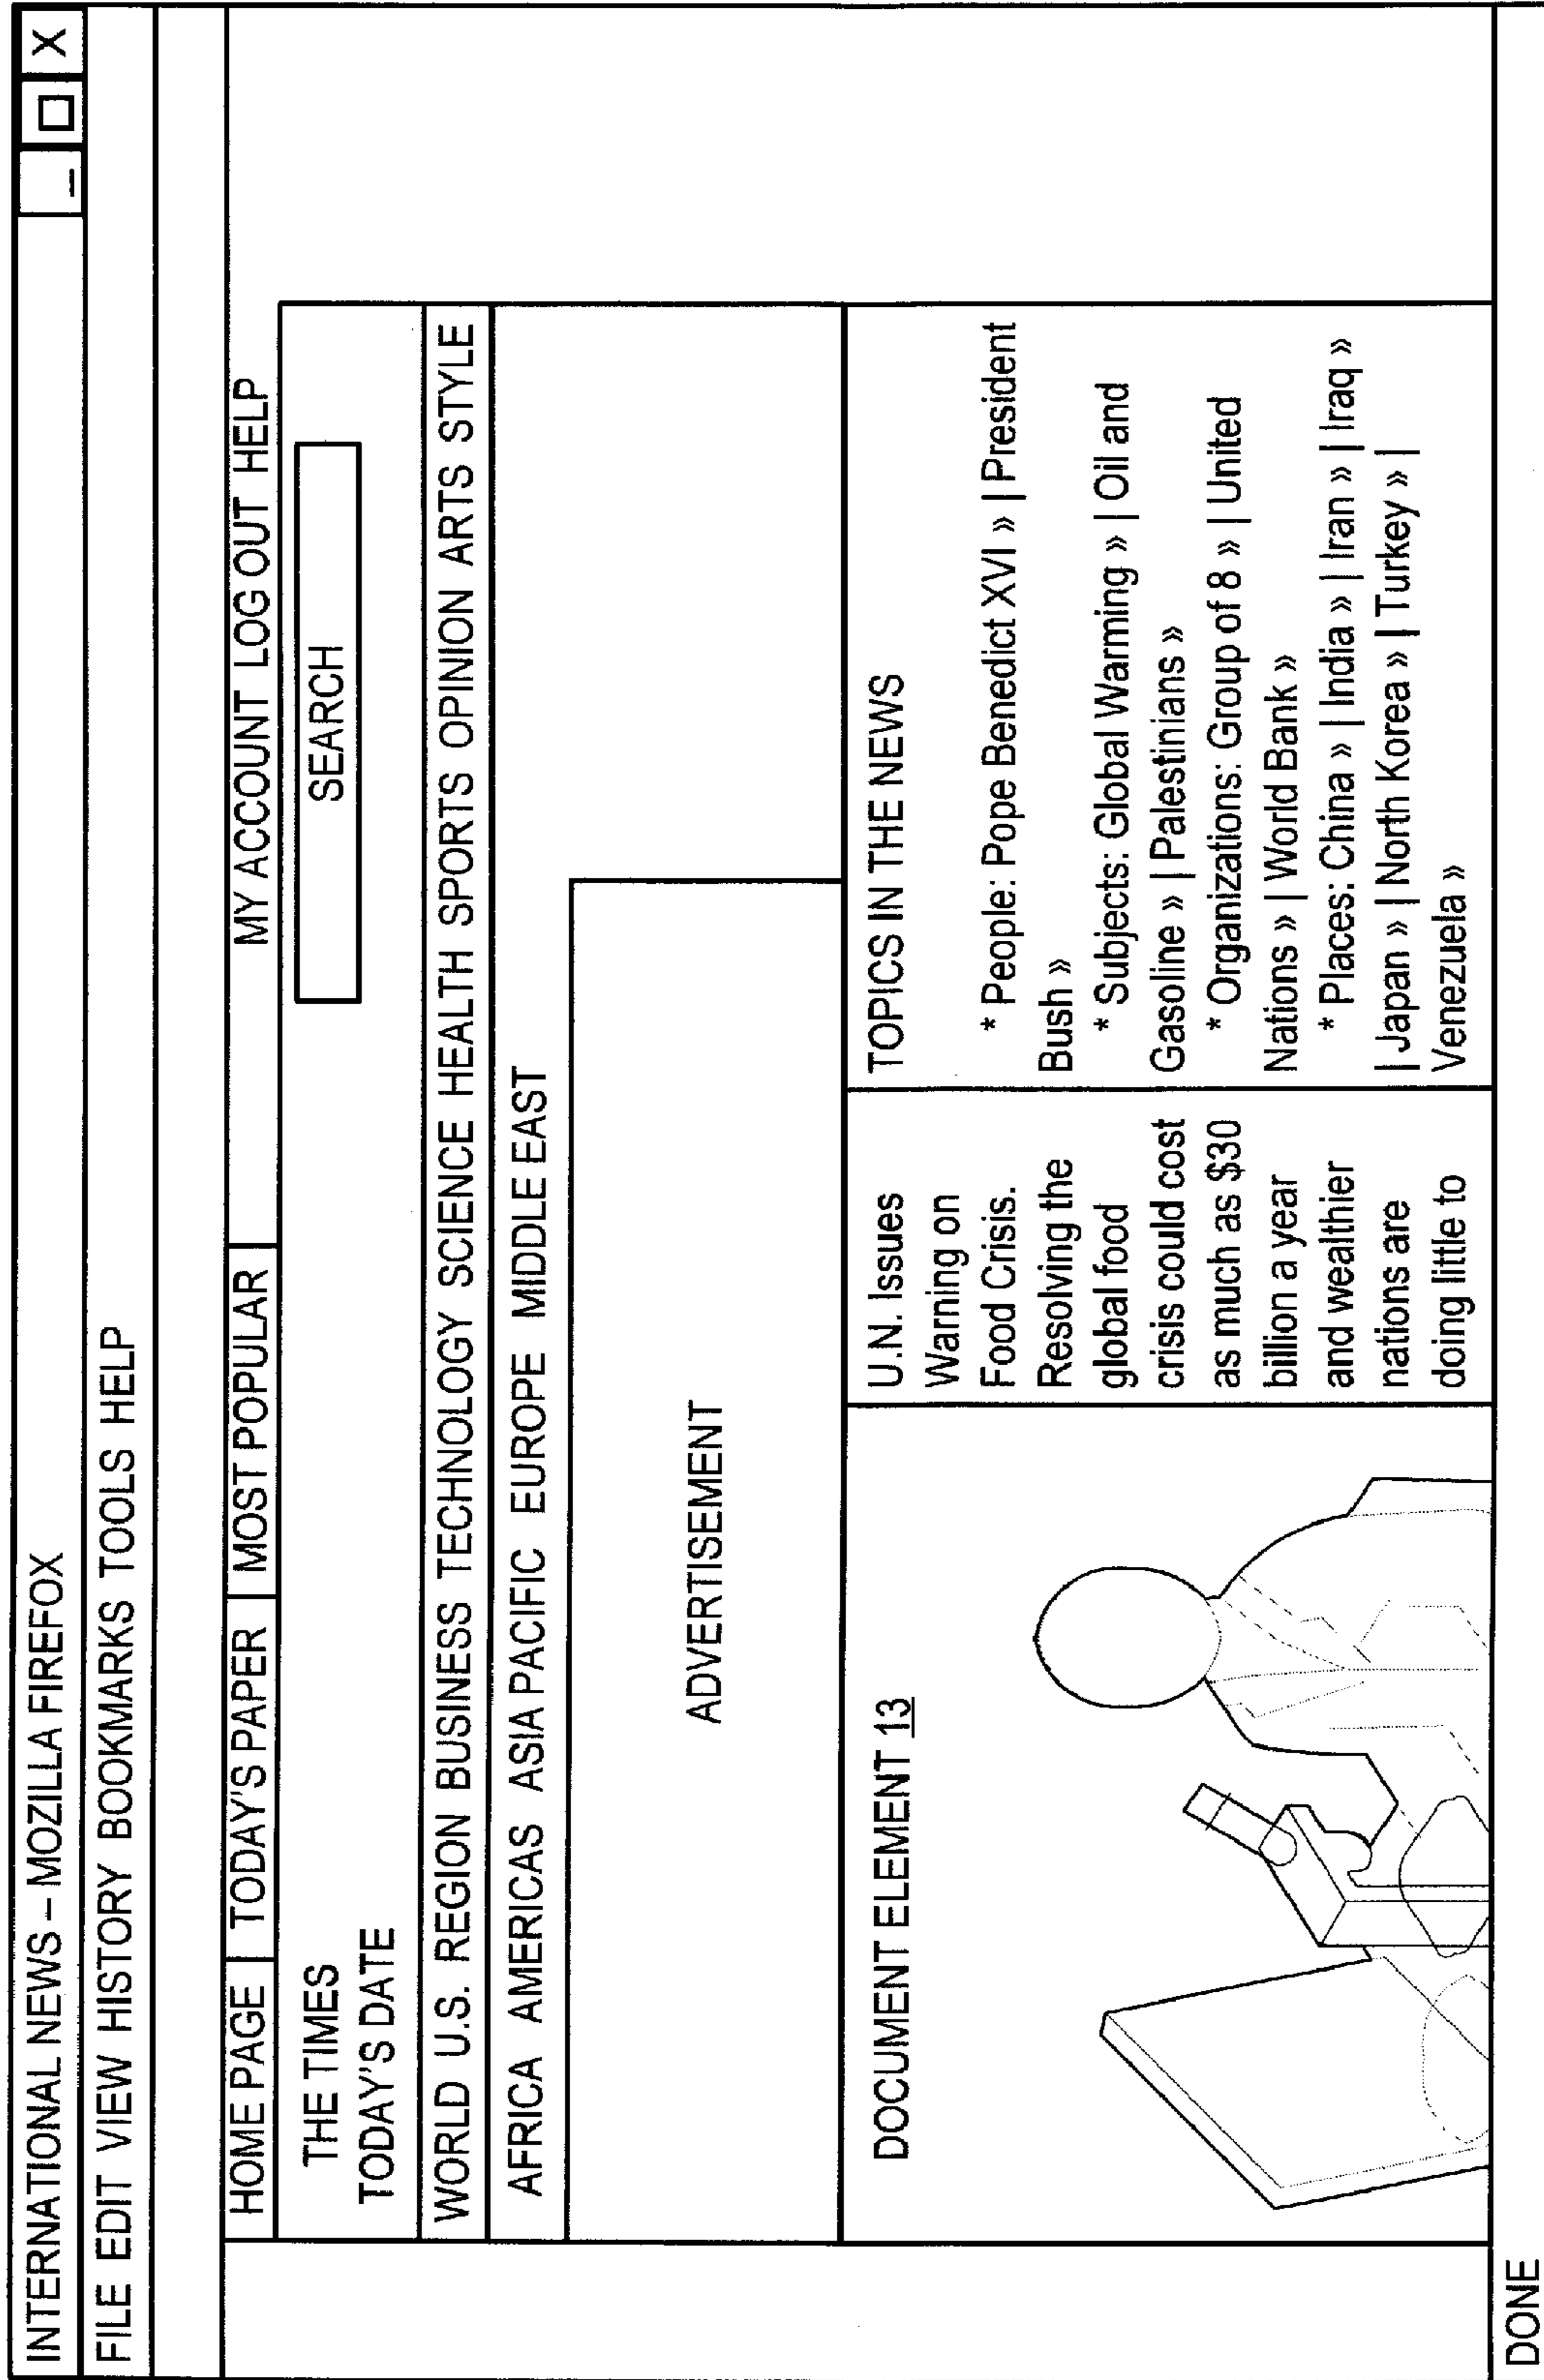 INTERNATIONAL NEWS – MOZILLA FIREFOX
_ □ X
FILE EDIT VIEW HISTORY BOOKMARKS TOOLS HELP
HOME PAGE | TODAY'S PAPER | MOST POPULAR
MY ACCOUNT LOG OUT HELP
THE TIMES
TODAY'S DATE
SEARCH
WORLD U.S. REGION BUSINESS TECHNOLOGY SCIENCE HEALTH SPORTS OPINION ARTS STYLE
AFRICA AMERICAS ASIA PACIFIC EUROPE MIDDLE EAST
ADVERTISEMENT
DOCUMENT ELEMENT 13
U.N. Issues
Warning on
Food Crisis.
Resolving the
global food
crisis could cost
as much as $30
billion a year
and wealthier
nations are
doing little to
TOPICS IN THE NEWS
* People: Pope Benedict XVI » | President
Bush »
* Subjects: Global Warming » | Oil and
Gasoline » | Palestinians »
* Organizations: Group of 8 » | United
Nations » | World Bank »
* Places: China » | India » | Iran » | Iraq »
| Japan » | North Korea » | Turkey » |
Venezuela »
DONE